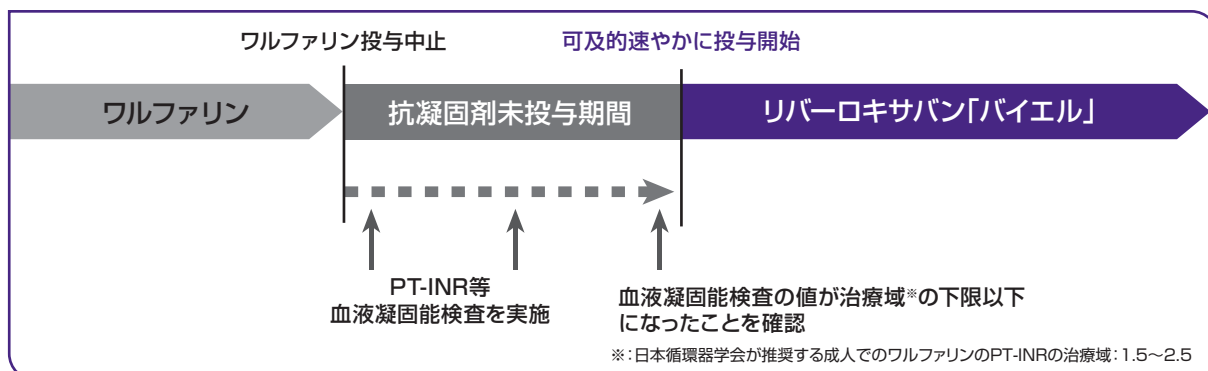 ワルファリン投与中止
可及的速やかに投与開始
ワルファリン
抗凝固剤未投与期間
リバーロキサバン「バイエル」
PT-INR等
血液凝固能検査を実施
血液凝固能検査の値が治療域※の下限以下
になったことを確認
※：日本循環器学会が推奨する成人でのワルファリンのPT-INRの治療域：1.5～2.5